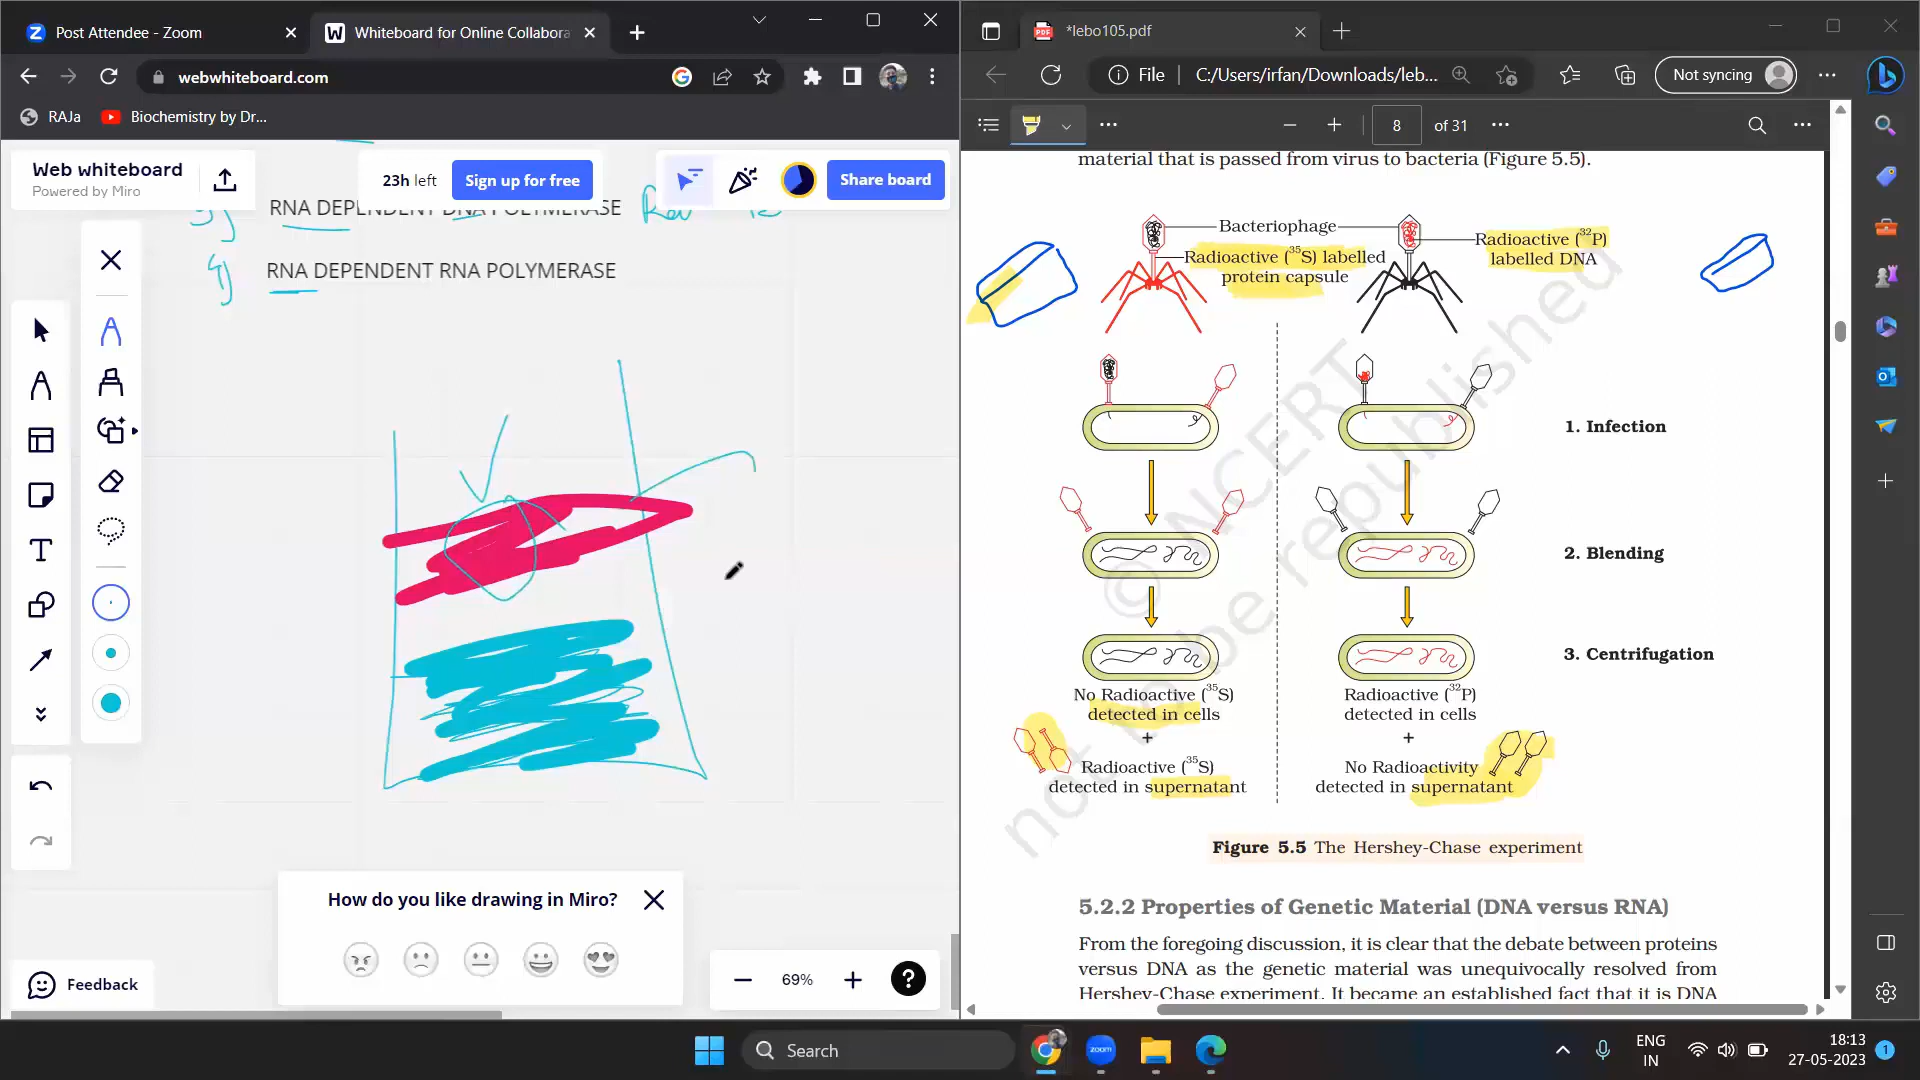 Post Attendee - Zoom
Whiteboard for Online Collabora
webwhiteboard.com
RAJa
Biochemistry by Dr...
Web whiteboard
Powered by Miro
23h left
Sign up for free
Share board
3) RNA DEPENDENT DNA POLYMERASE
4) RNA DEPENDENT RNA POLYMERASE
How do you like drawing in Miro?
Feedback
69%
*lebo105.pdf
File C:/Users/irfan/Downloads/leb...
Not syncing
8 of 31
material that is passed from virus to bacteria (Figure 5.5).
Bacteriophage
Radioactive (35S) labelled
protein capsule
Radioactive (32P)
labelled DNA
1. Infection
2. Blending
3. Centrifugation
No Radioactive (35S)
detected in cells
+
Radioactive (35S)
detected in supernatant
Radioactive (32P)
detected in cells
+
No Radioactivity
detected in supernatant
© NCERT
not to be republished
Figure 5.5 The Hershey-Chase experiment
5.2.2 Properties of Genetic Material (DNA versus RNA)
From the foregoing discussion, it is clear that the debate between proteins
versus DNA as the genetic material was unequivocally resolved from
Hershey-Chase experiment. It became an established fact that it is DNA
Search
zoom
ENG
IN
18:13
27-05-2023
1